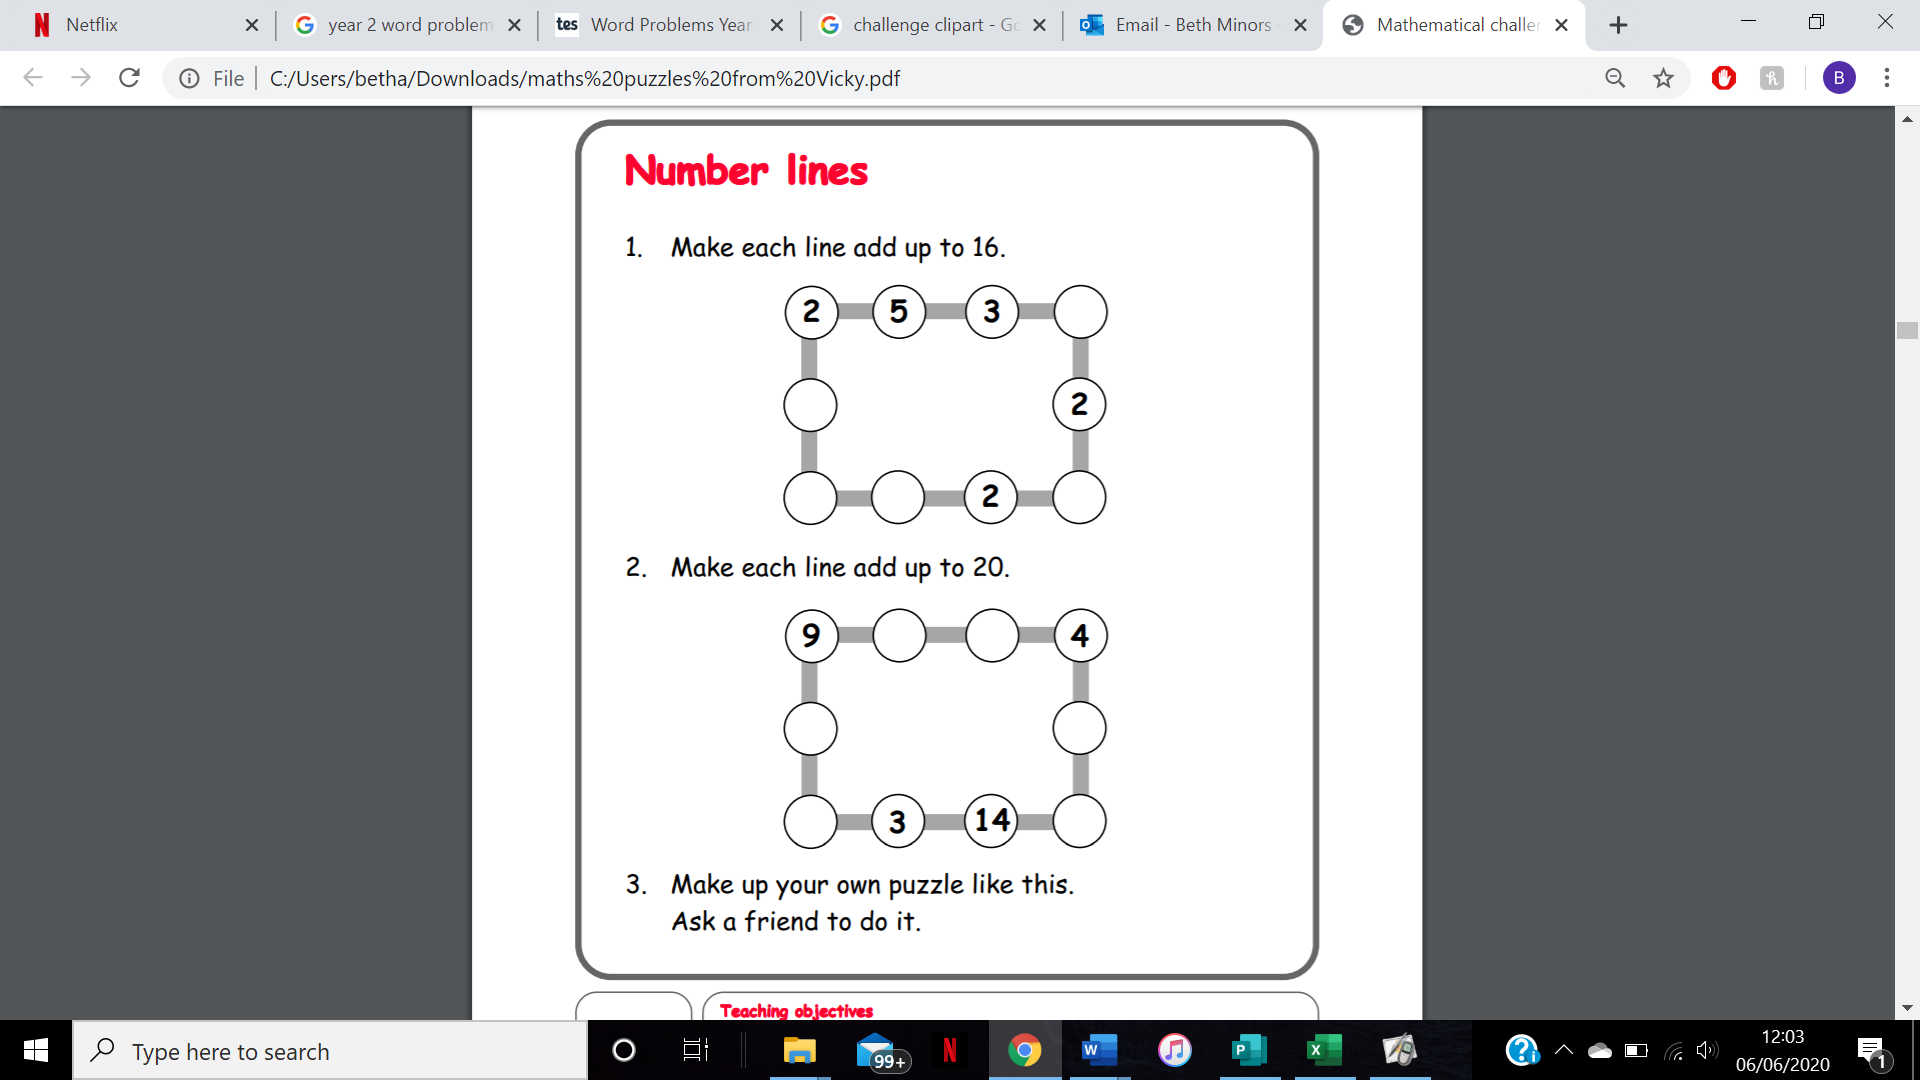 Netflix
year 2 word problem
tes Word Problems Year
challenge clipart - Go
Email - Beth Minors -
Mathematical challer
File C:/Users/betha/Downloads/maths%20puzzles%20from%20Vicky.pdf
B
Number lines
1. Make each line add up to 16.
2 5 3
2
2
2. Make each line add up to 20.
9 4
3 14
3. Make up your own puzzle like this.
Ask a friend to do it.
Teaching objectives
Type here to search
99+
12:03
06/06/2020
1